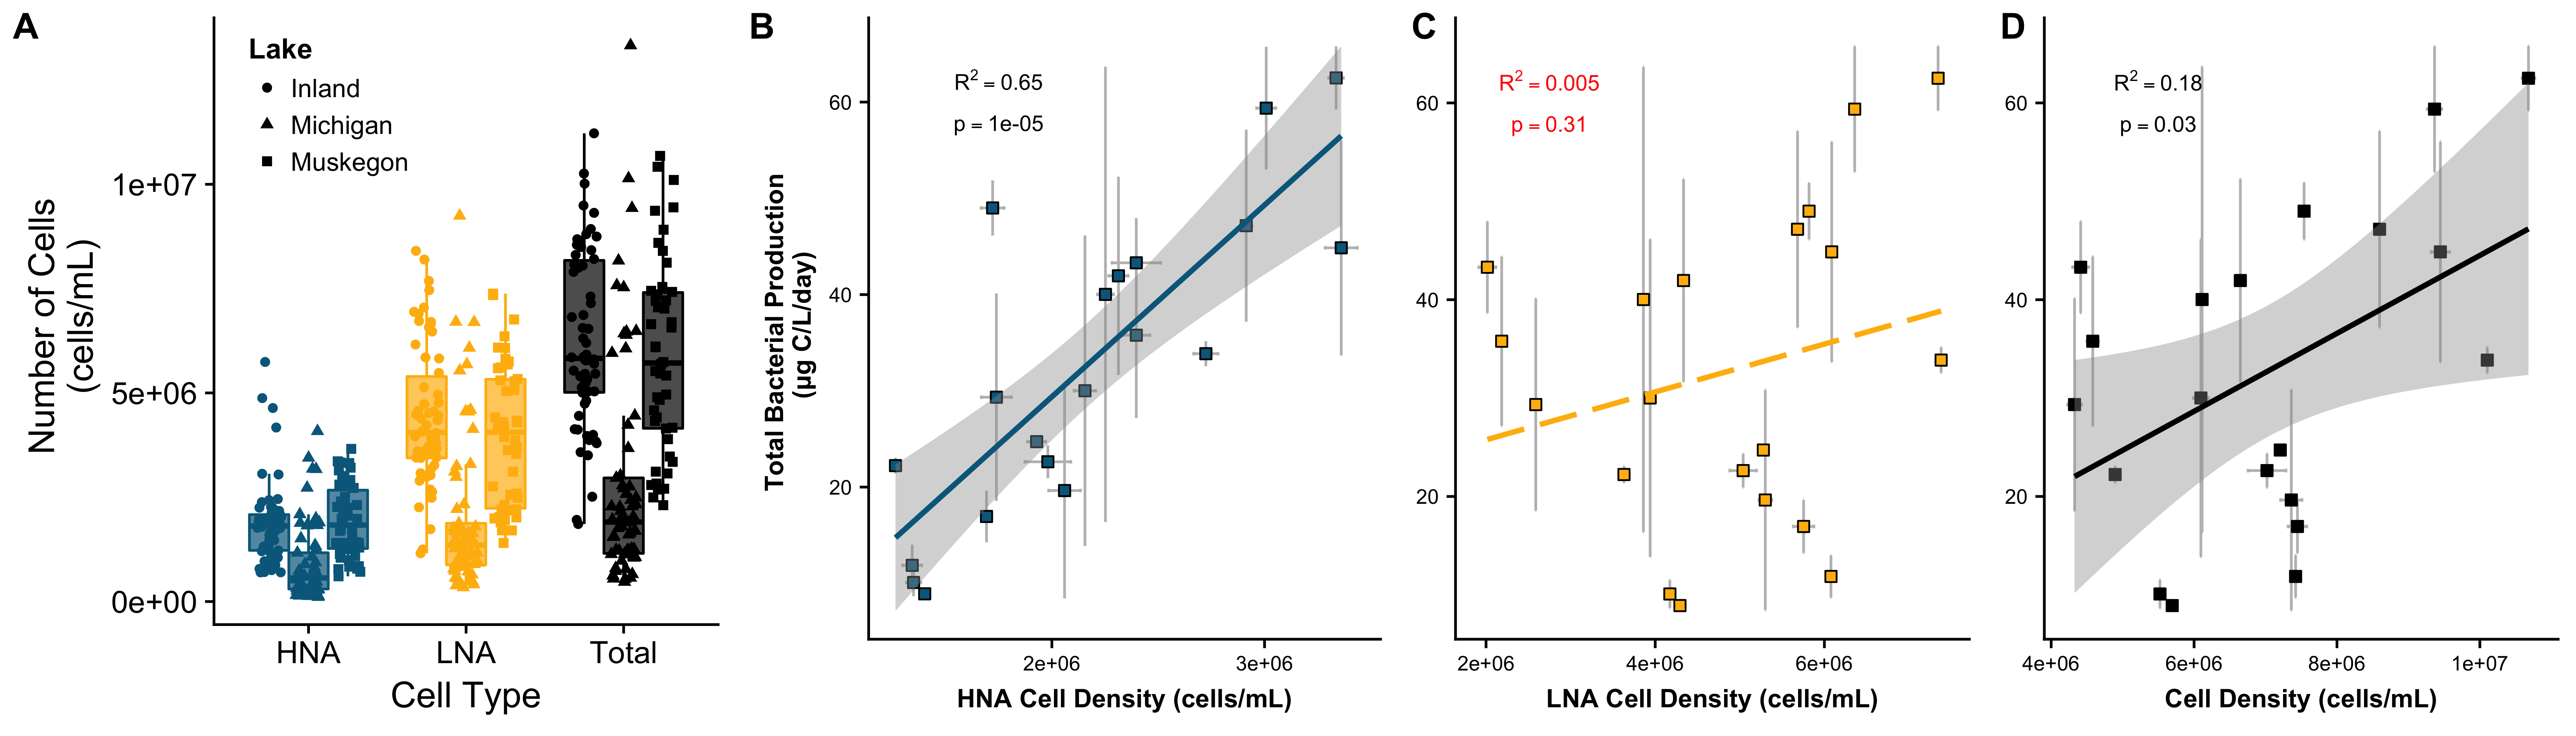 A
Lake
Inland
Michigan
Muskegon
Number of Cells
(cells/mL)
1e+07
5e+06
0e+00
HNA
LNA
Total
Cell Type
B
R² = 0.65
p = 1e-05
Total Bacterial Production
(μg C/L/day)
60
40
20
2e+06
3e+06
HNA Cell Density (cells/mL)
C
R² = 0.005
p = 0.31
60
40
20
2e+06
4e+06
6e+06
LNA Cell Density (cells/mL)
D
R² = 0.18
p = 0.03
60
40
20
4e+06
6e+06
8e+06
1e+07
Cell Density (cells/mL)